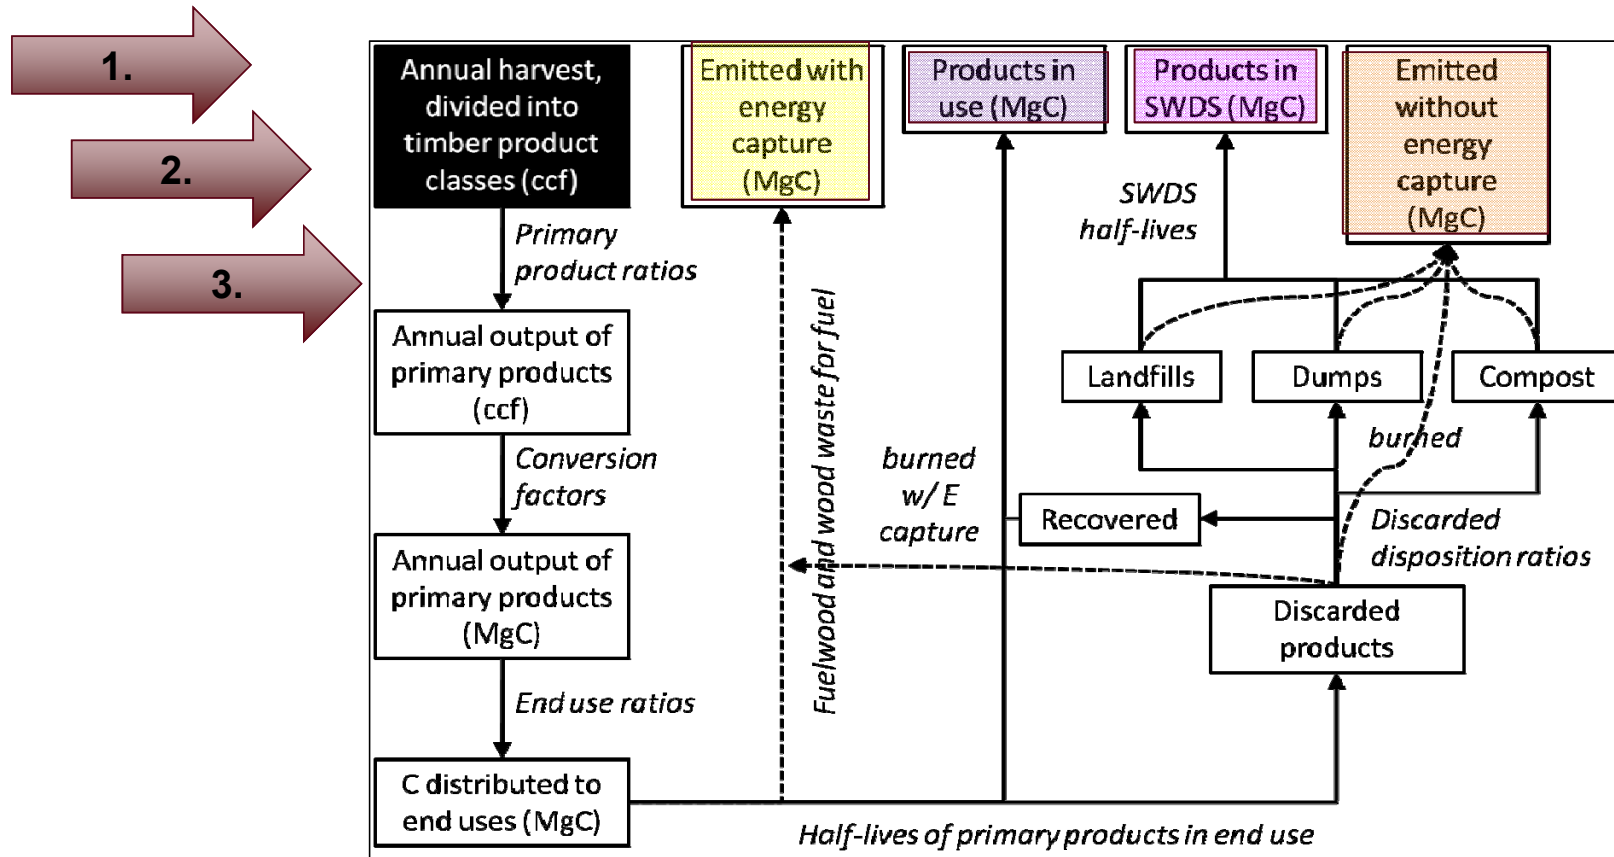 1.
2.
3.
Annual harvest,
divided into
timber product
classes (ccf)
Emitted with
energy
capture
(MgC)
Products in
use (MgC)
Products in
SWDS (MgC)
Emitted
without
energy
capture
(MgC)
Primary
product ratios
SWDS
half-lives
Annual output of
primary products
(ccf)
Landfills
Dumps
Compost
Conversion
factors
Fuelwood and wood waste for fuel
burned
w/ E
capture
burned
Recovered
Discarded
disposition ratios
Annual output of
primary products
(MgC)
Discarded
products
End use ratios
C distributed to
end uses (MgC)
Half-lives of primary products in end use